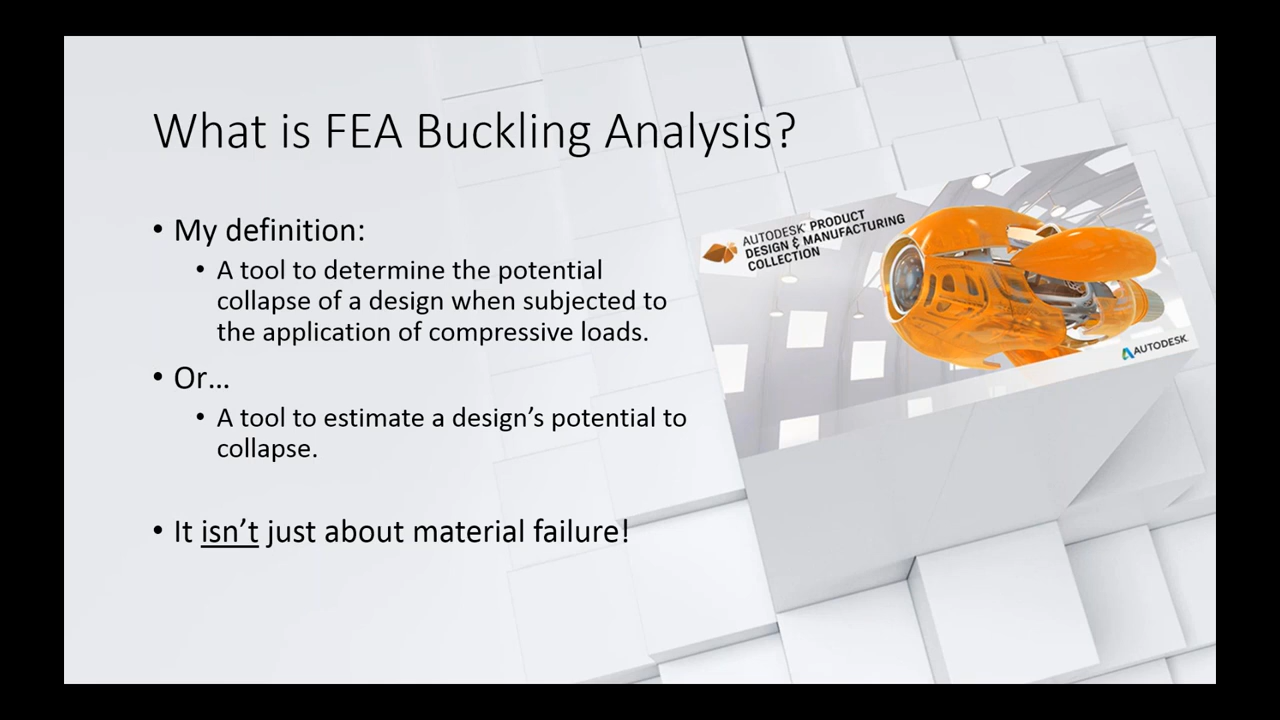 What is FEA Buckling Analysis?
• My definition:
• A tool to determine the potential
collapse of a design when subjected to
the application of compressive loads.
• Or...
• A tool to estimate a design’s potential to
collapse.
• It isn’t just about material failure!
AUTODESK® PRODUCT
DESIGN & MANUFACTURING
COLLECTION
AUTODESK.